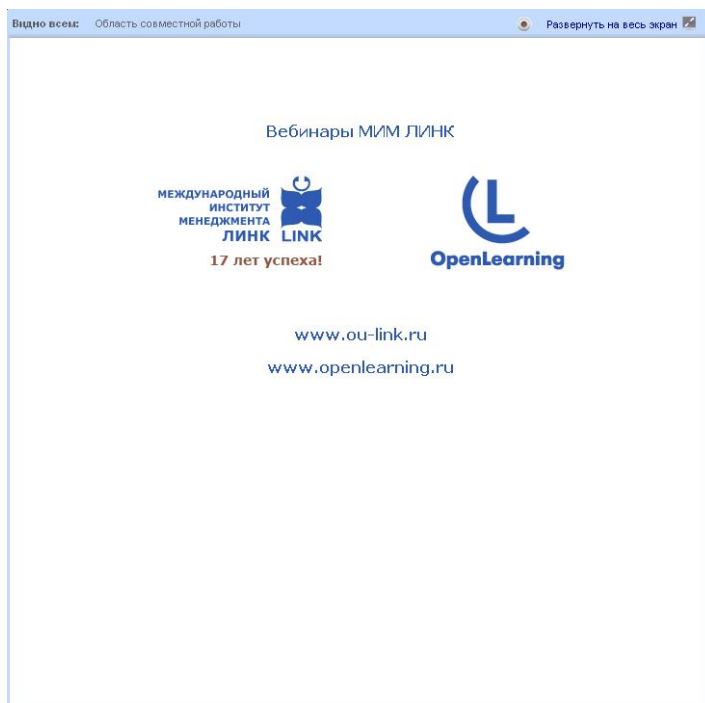 Видно всем: Область совместной работы Развернуть на весь экран
Вебинары МИМ ЛИНК
МЕЖДУНАРОДНЫЙ
ИНСТИТУТ
МЕНЕДЖМЕНТА
ЛИНК LINK
17 лет успеха!
OpenLearning
www.ou-link.ru
www.openlearning.ru